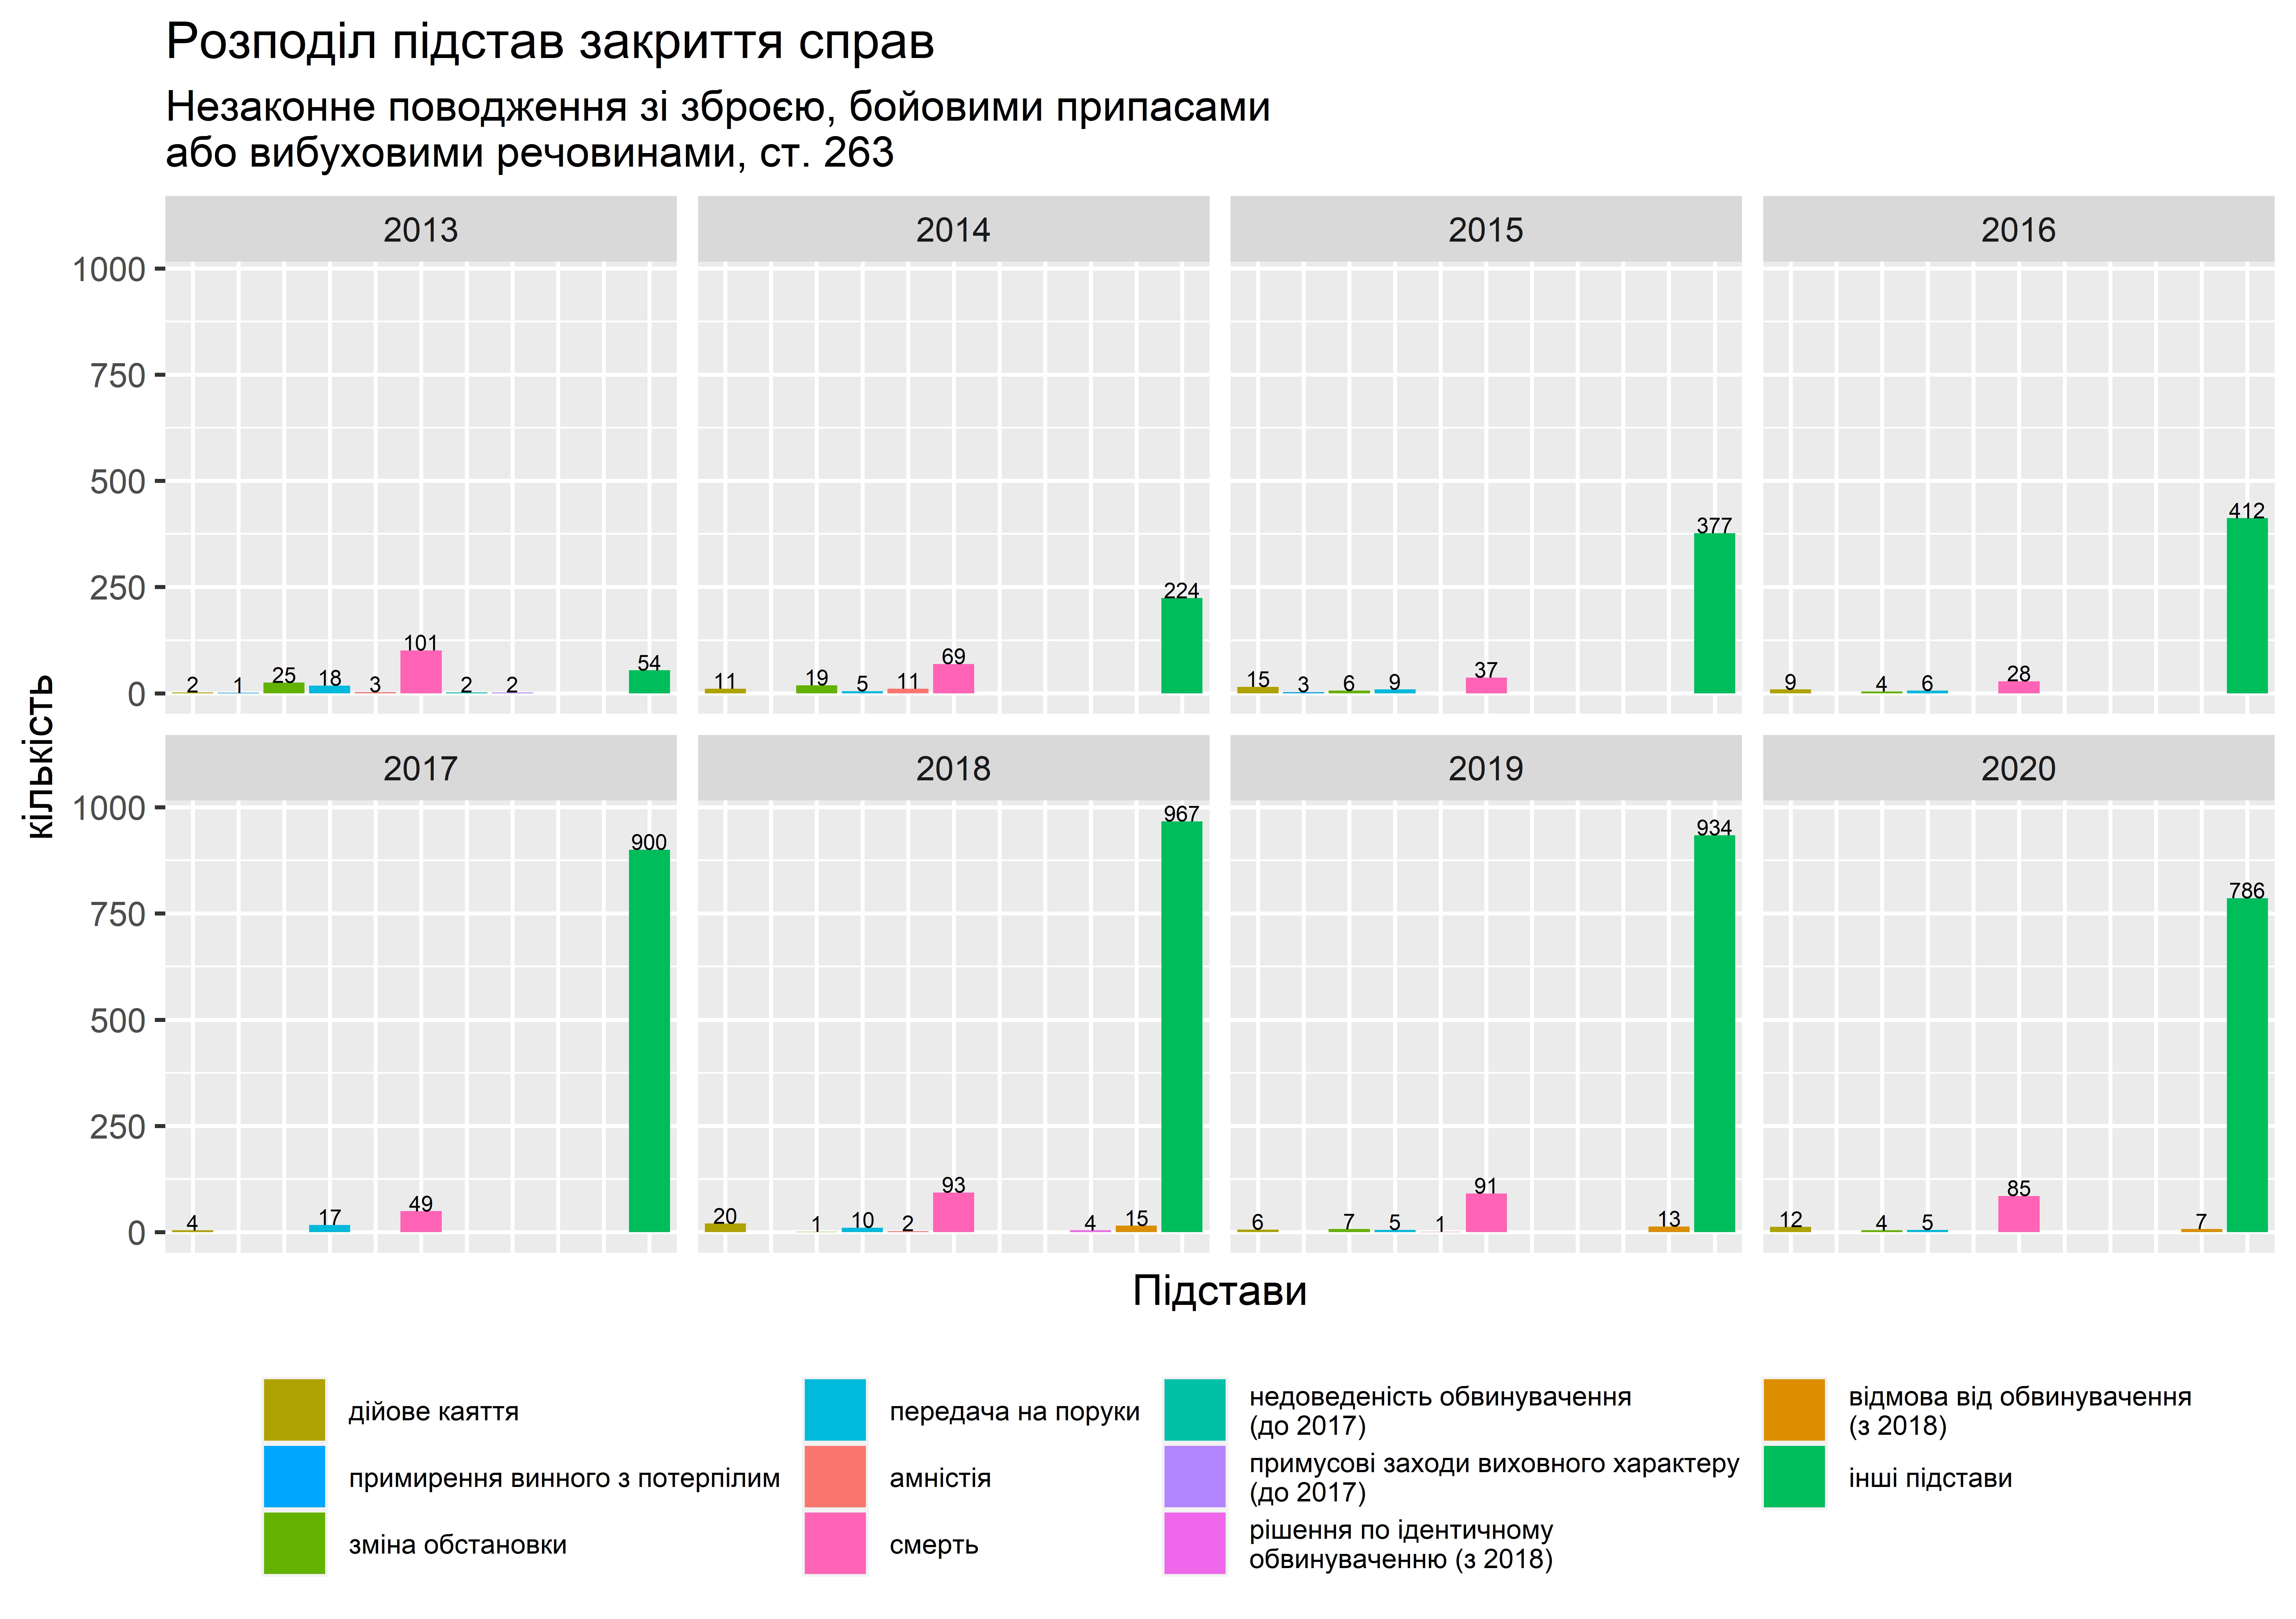 Розподіл підстав закриття справ
Незаконне поводження зі зброєю, бойовими припасами
або вибуховими речовинами, ст. 263
2013 2014 2015 2016
1000
750
500
250
0
2 1 25 18 3 101 2 2 54
11 19 5 11 69 224
15 3 6 9 37 377
9 4 6 28 412
кількість
2017 2018 2019 2020
1000
750
500
250
0
4 17 49 900
20 1 10 2 93 4 15 967
6 7 5 1 91 13 934
12 4 5 85 7 786
Підстави
дійове каяття
примирення винного з потерпілим
зміна обстановки
передача на поруки
амністія
смерть
недоведеність обвинувачення
(до 2017)
примусові заходи виховного характеру
(до 2017)
рішення по ідентичному
обвинуваченню (з 2018)
відмова від обвинувачення
(з 2018)
інші підстави